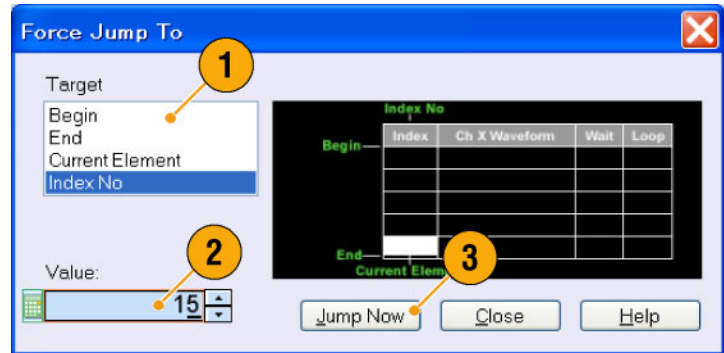 Force Jump To
1
Target
Begin
End
Current Element
Index No
Index No
Begin
Index Ch X Waveform Wait Loop
End
Current Elem
2
3
Value:
15
Jump Now Close Help